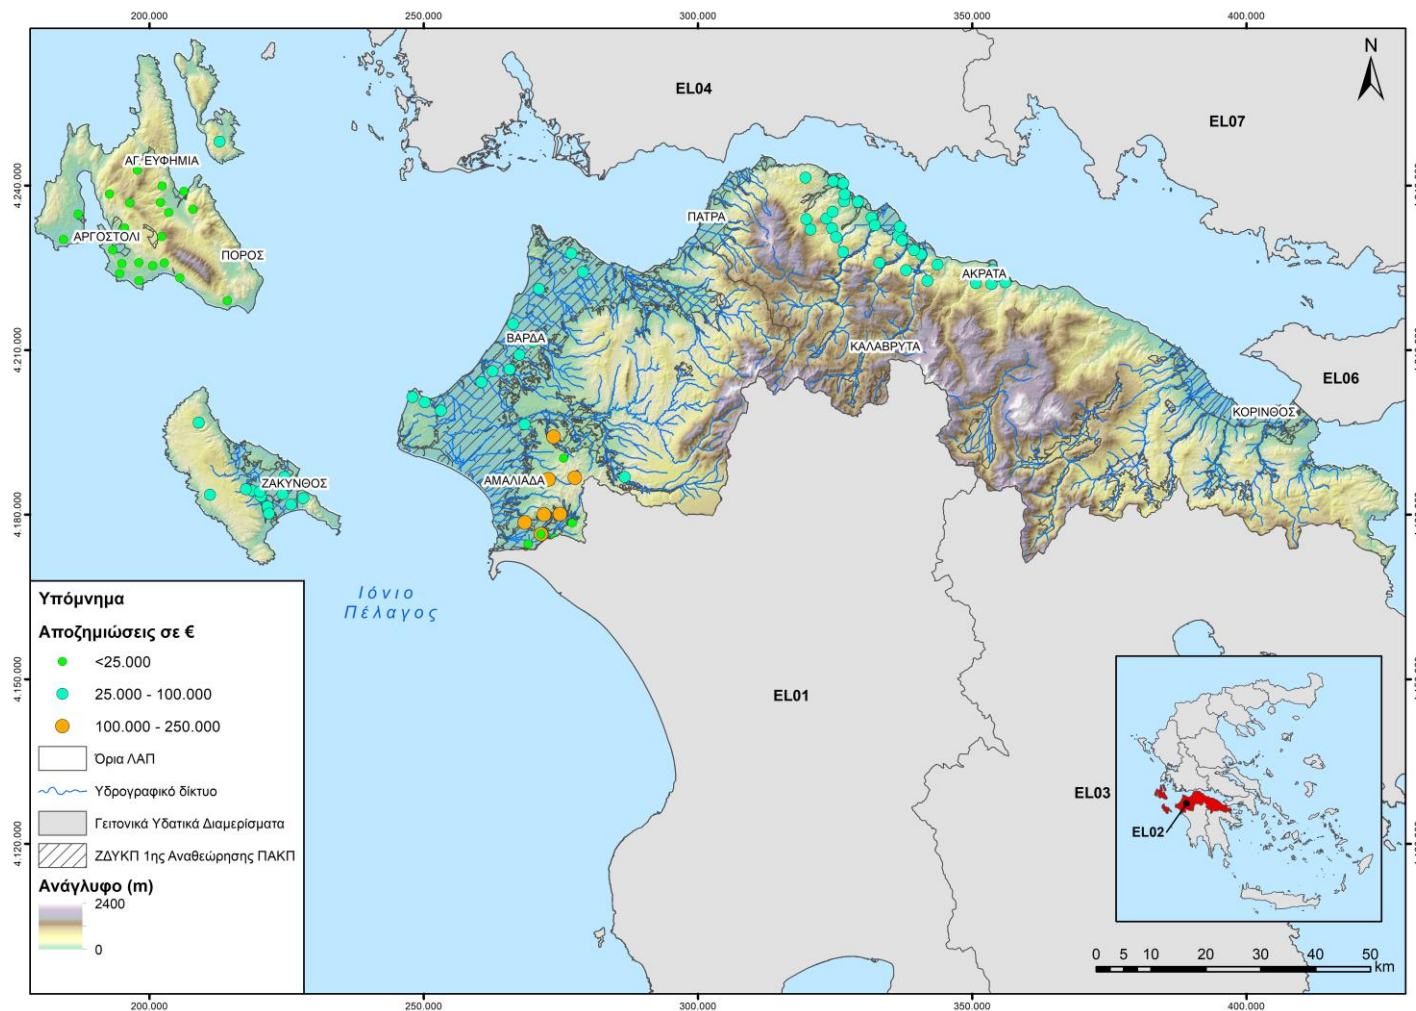 200.000 250.000 300.000 350.000 400.000
N
EL04
EL07
4.240.000
ΑΓ. ΕΥΦΗΜΙΑ
ΠΑΤΡΑ
ΑΡΓΟΣΤΟΛΙ
ΠΟΡΟΣ
ΑΚΡΑΤΑ
4.210.000
ΒΑΡΔΑ
ΚΑΛΑΒΡΥΤΑ
EL06
ΚΟΡΙΝΘΟΣ
ΖΑΚΥΝΘΟΣ
ΑΜΑΛΙΑΔΑ
4.180.000
Ιόνιο
Πέλαγος
Υπόμνημα
Αποζημιώσεις σε €
<25.000
25.000 - 100.000
100.000 - 250.000
Όρια ΛΑΠ
Υδρογραφικό δίκτυο
Γειτονικά Υδατικά Διαμερίσματα
ΖΔΥΚΠ 1ης Αναθεώρησης ΠΑΚΠ
Ανάγλυφο (m)
2400
0
4.150.000
EL01
EL03
EL02
4.120.000
0 5 10 20 30 40 50
km
200.000 250.000 300.000 350.000 400.000